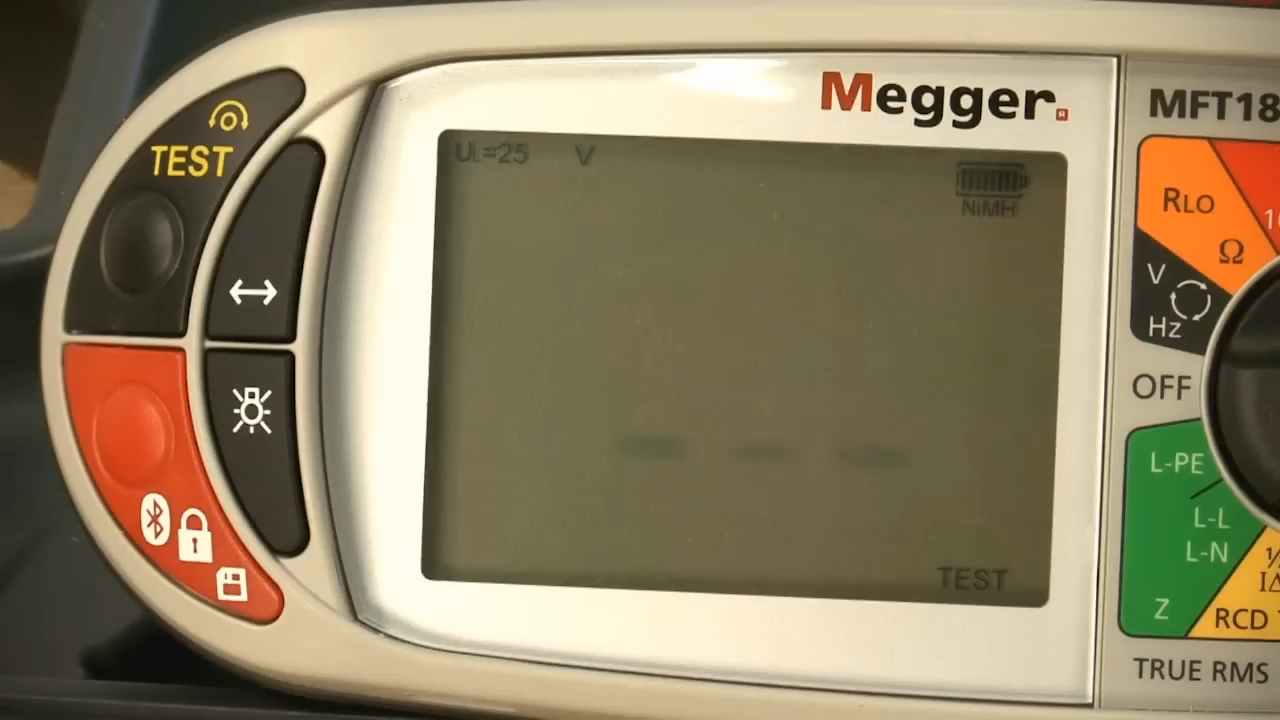 TEST
Megger.
MFT18
UL=25 V
NiMH
TEST
RLO
Ω
V
Hz
OFF
L-PE
L-L
L-N
Z
RCD
TRUE RMS